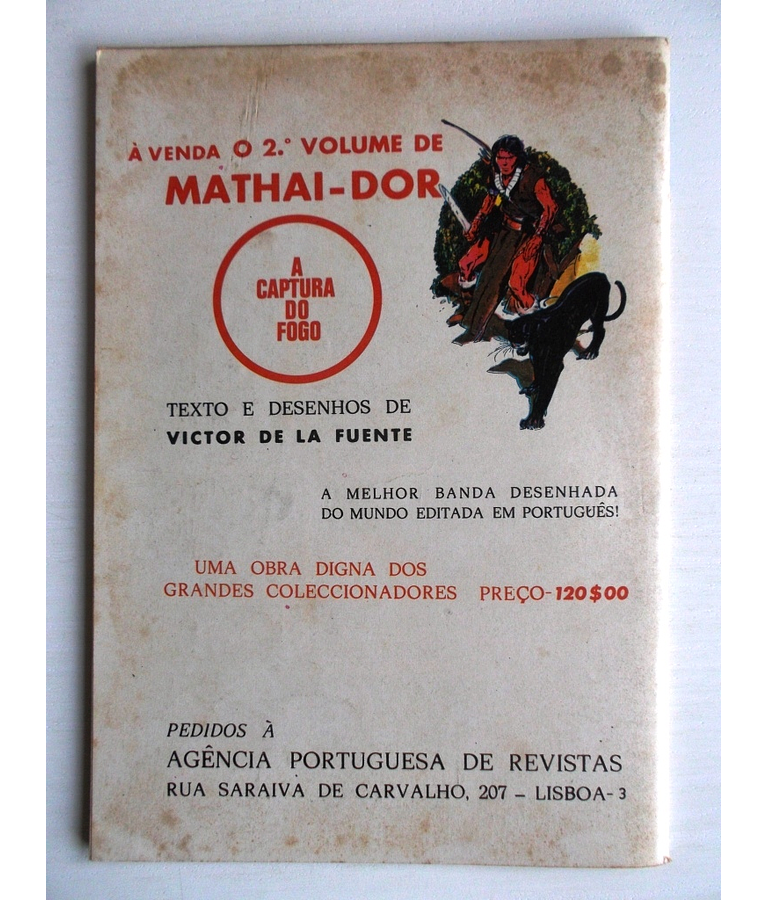 À VENDA O 2.º VOLUME DE
MATHAI-DOR
A
CAPTURA
DO
FOGO
TEXTO E DESENHOS DE
VICTOR DE LA FUENTE
A MELHOR BANDA DESENHADA
DO MUNDO EDITADA EM PORTUGUÊS!
UMA OBRA DIGNA DOS
GRANDES COLECCIONADORES PREÇO-120$00
PEDIDOS À
AGÊNCIA PORTUGUESA DE REVISTAS
RUA SARAIVA DE CARVALHO, 207 – LISBOA-3